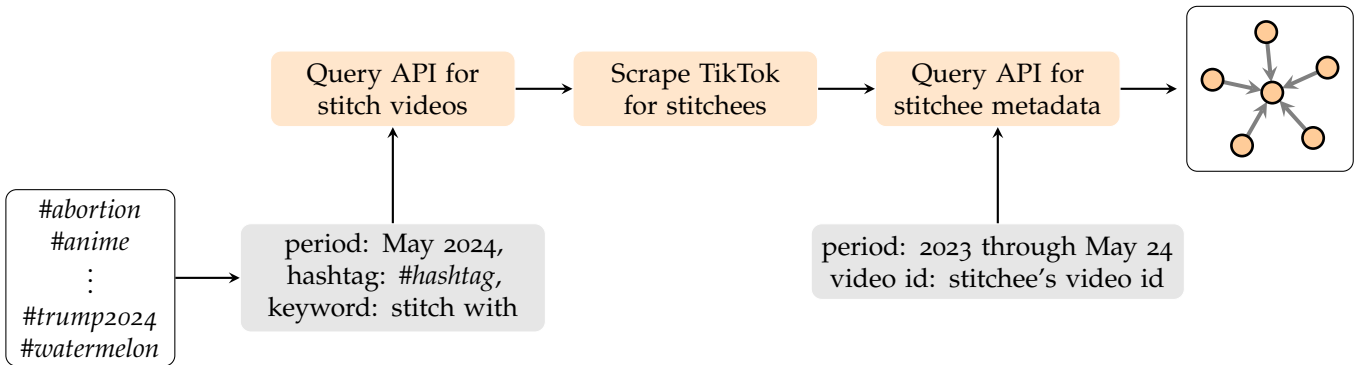 Query API for
stitch videos
Scrape TikTok
for stitchees
Query API for
stitchee metadata
#abortion
#anime
⋮
#trump2024
#watermelon
period: May 2024,
hashtag: #hashtag,
keyword: stitch with
period: 2023 through May 24
video id: stitchee's video id